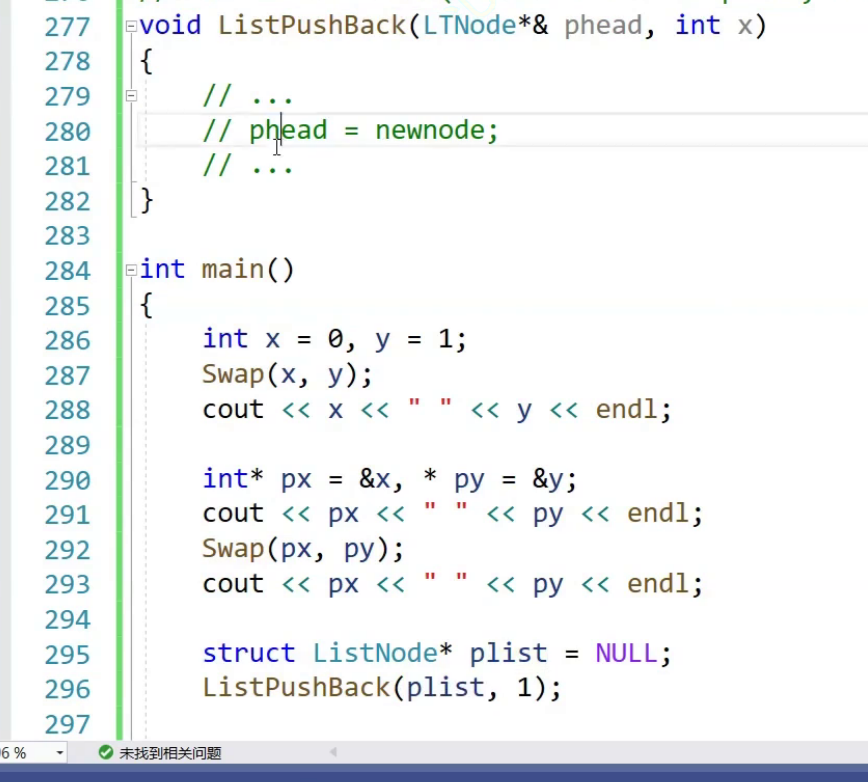 277 void ListPushBack(LTNode*& phead, int x)
278 {
279 // ...
280 // phead = newnode;
281 // ...
282 }
283
284 int main()
285 {
286 int x = 0, y = 1;
287 Swap(x, y);
288 cout << x << " " << y << endl;
289
290 int* px = &x, * py = &y;
291 cout << px << " " << py << endl;
292 Swap(px, py);
293 cout << px << " " << py << endl;
294
295 struct ListNode* plist = NULL;
296 ListPushBack(plist, 1);
297
6 % 未找到相关问题